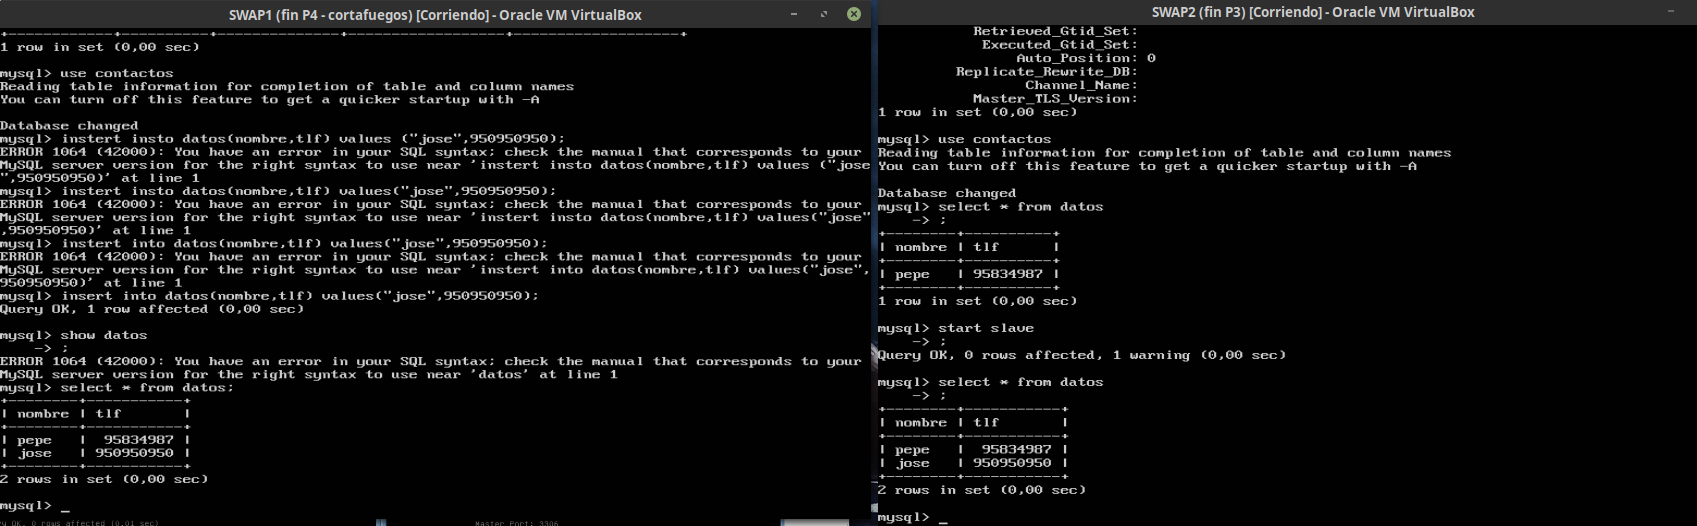 SWAP1 (fin P4 - cortafuegos) [Corriendo] - Oracle VM VirtualBox
+------------+----------+--------------+------------------+-------------------+
1 row in set (0,00 sec)
mysql> use contactos
Reading table information for completion of table and column names
You can turn off this feature to get a quicker startup with -A
Database changed
mysql> instert insto datos(nombre,tlf) values ("jose",950950950);
ERROR 1064 (42000): You have an error in your SQL syntax; check the manual that corresponds to your
MySQL server version for the right syntax to use near 'instert insto datos(nombre,tlf) values ("jose
",950950950)' at line 1
mysql> instert insto datos(nombre,tlf) values("jose",950950950);
ERROR 1064 (42000): You have an error in your SQL syntax; check the manual that corresponds to your
MySQL server version for the right syntax to use near 'instert insto datos(nombre,tlf) values("jose"
,950950950)' at line 1
mysql> instert into datos(nombre,tlf) values("jose",950950950);
ERROR 1064 (42000): You have an error in your SQL syntax; check the manual that corresponds to your
MySQL server version for the right syntax to use near 'instert into datos(nombre,tlf) values("jose",
950950950)' at line 1
mysql> insert into datos(nombre,tlf) values("jose",950950950);
Query OK, 1 row affected (0,00 sec)
mysql> show datos
-> ;
ERROR 1064 (42000): You have an error in your SQL syntax; check the manual that corresponds to your
MySQL server version for the right syntax to use near 'datos' at line 1
mysql> select * from datos;
+--------+-----------+
| nombre | tlf |
+--------+-----------+
| pepe | 95834987 |
| jose | 950950950 |
+--------+-----------+
2 rows in set (0,00 sec)
mysql> _
ry OK, 0 rows affected (0,01 sec)
Master Port: 3306
SWAP2 (fin P3) [Corriendo] - Oracle VM VirtualBox
Retrieved_Gtid_Set:
Executed_Gtid_Set:
Auto_Position: 0
Replicate_Rewrite_DB:
Channel_Name:
Master_TLS_Version:
1 row in set (0,00 sec)
mysql> use contactos
Reading table information for completion of table and column names
You can turn off this feature to get a quicker startup with -A
Database changed
mysql> select * from datos
-> ;
+--------+----------+
| nombre | tlf |
+--------+----------+
| pepe | 95834987 |
+--------+----------+
1 row in set (0,00 sec)
mysql> start slave
Query OK, 0 rows affected, 1 warning (0,00 sec)
mysql> select * from datos
-> ;
+--------+-----------+
| nombre | tlf |
+--------+-----------+
| pepe | 95834987 |
| jose | 950950950 |
+--------+-----------+
2 rows in set (0,00 sec)
mysql> _